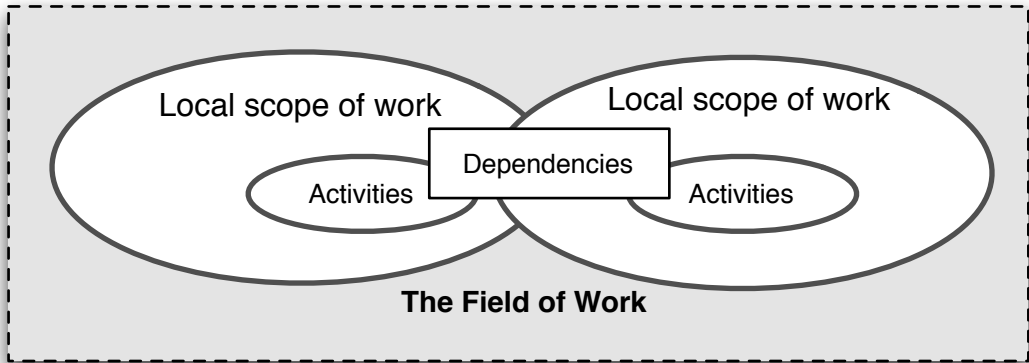 Local scope of work
Local scope of work
Dependencies
Activities
Activities
The Field of Work